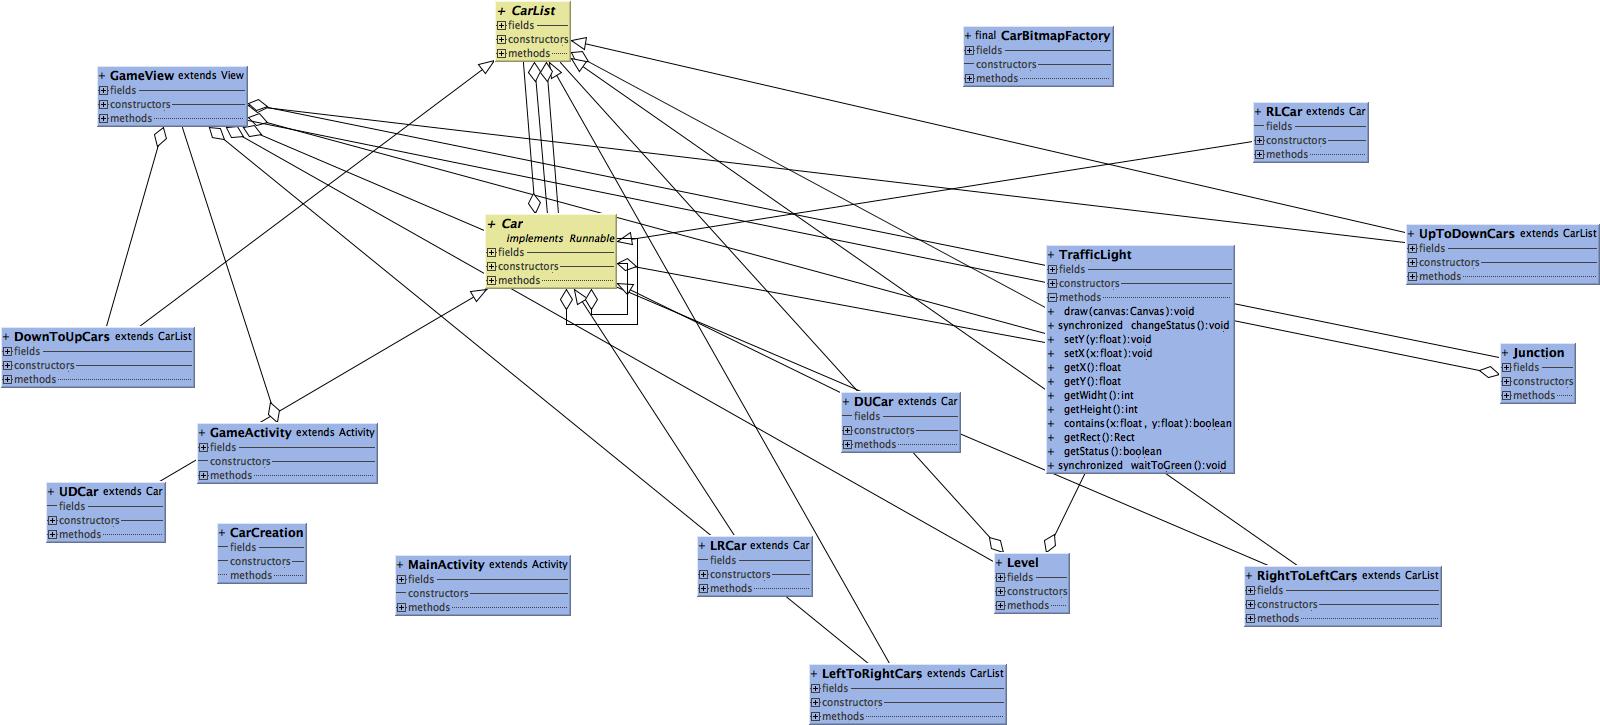 + CarList
fields
constructors
methods
+ final CarBitmapFactory
fields
constructors
methods
+ GameView extends View
fields
constructors
methods
+ RLCar extends Car
fields
constructors
methods
+ Car
implements Runnable
fields
constructors
methods
+ UpToDownCars extends CarList
fields
constructors
methods
+ TrafficLight
fields
constructors
methods
+ draw(canvas:Canvas):void
+ synchronized changeStatus():void
+ setY(y:float):void
+ setX(x:float):void
+ getX():float
+ getY():float
+ getWidht():int
+ getHeight():int
+ contains(x:float, y:float):boolean
+ getRect():Rect
+ getStatus():boolean
+ synchronized waitToGreen():void
+ DownToUpCars extends CarList
fields
constructors
methods
+ Junction
fields
constructors
methods
+ DUCar extends Car
fields
constructors
methods
+ GameActivity extends Activity
fields
constructors
methods
+ UDCar extends Car
fields
constructors
methods
+ CarCreation
fields
constructors
methods
+ MainActivity extends Activity
fields
constructors
methods
+ LRCar extends Car
fields
constructors
methods
+ Level
fields
constructors
methods
+ RightToLeftCars extends CarList
fields
constructors
methods
+ LeftToRightCars extends CarList
fields
constructors
methods